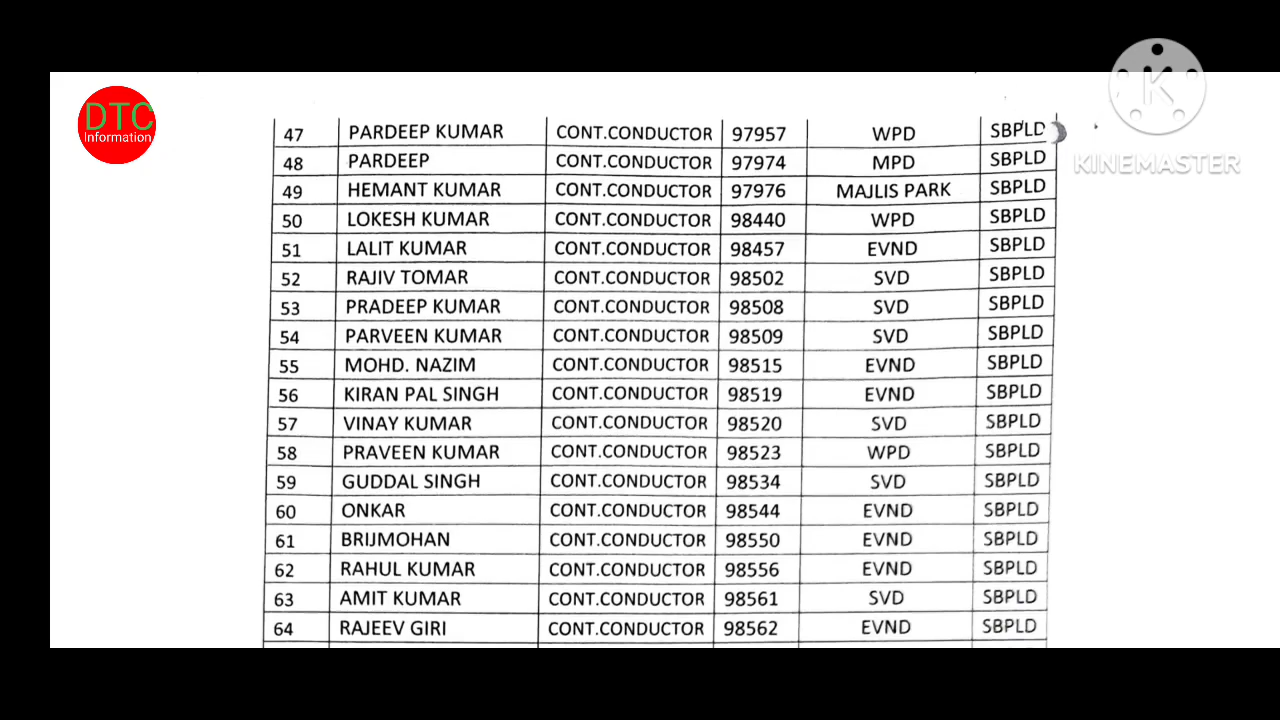 DTC
Information
KINEMASTER
47 PARDEEP KUMAR CONT.CONDUCTOR 97957 WPD SBPLD
48 PARDEEP CONT.CONDUCTOR 97974 MPD SBPLD
49 HEMANT KUMAR CONT.CONDUCTOR 97976 MAJLIS PARK SBPLD
50 LOKESH KUMAR CONT.CONDUCTOR 98440 WPD SBPLD
51 LALIT KUMAR CONT.CONDUCTOR 98457 EVND SBPLD
52 RAJIV TOMAR CONT.CONDUCTOR 98502 SVD SBPLD
53 PRADEEP KUMAR CONT.CONDUCTOR 98508 SVD SBPLD
54 PARVEEN KUMAR CONT.CONDUCTOR 98509 SVD SBPLD
55 MOHD. NAZIM CONT.CONDUCTOR 98515 EVND SBPLD
56 KIRAN PAL SINGH CONT.CONDUCTOR 98519 EVND SBPLD
57 VINAY KUMAR CONT.CONDUCTOR 98520 SVD SBPLD
58 PRAVEEN KUMAR CONT.CONDUCTOR 98523 WPD SBPLD
59 GUDDAL SINGH CONT.CONDUCTOR 98534 SVD SBPLD
60 ONKAR CONT.CONDUCTOR 98544 EVND SBPLD
61 BRIJMOHAN CONT.CONDUCTOR 98550 EVND SBPLD
62 RAHUL KUMAR CONT.CONDUCTOR 98556 EVND SBPLD
63 AMIT KUMAR CONT.CONDUCTOR 98561 SVD SBPLD
64 RAJEEV GIRI CONT.CONDUCTOR 98562 EVND SBPLD